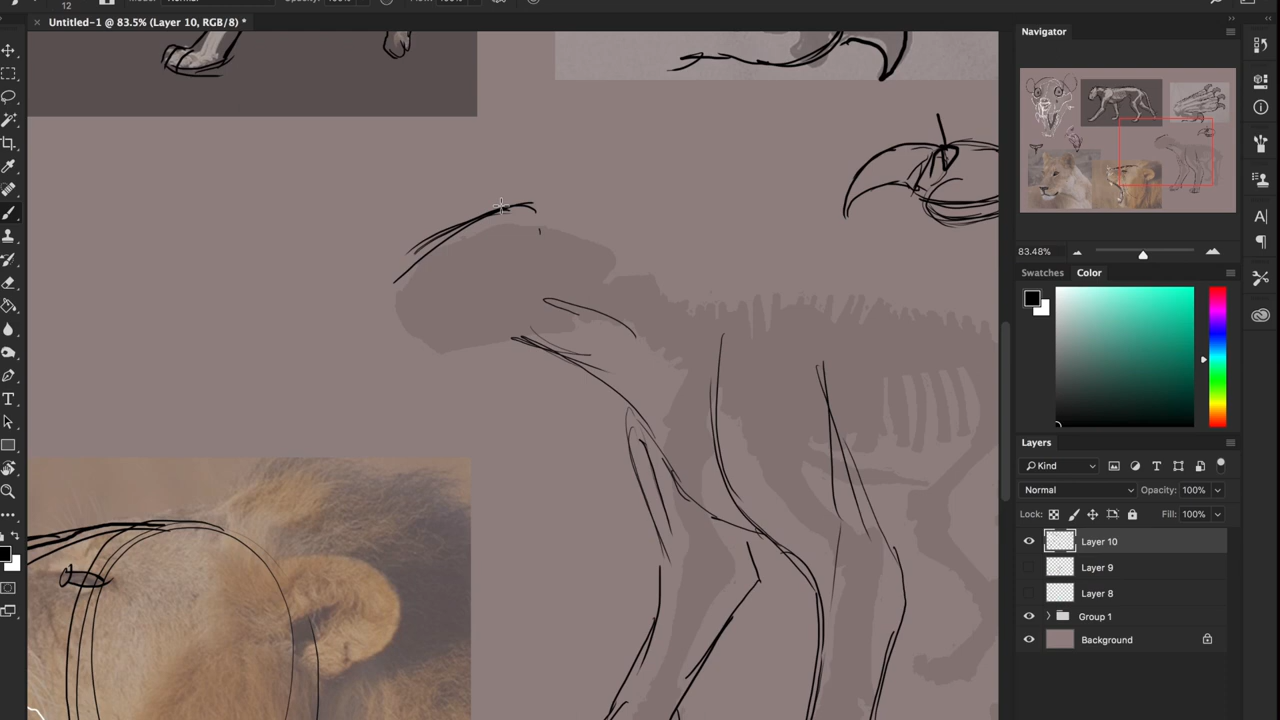 12
Untitled-1 @ 83.5% (Layer 10, RGB/8) *
Navigator
83.48%
Swatches
Color
Layers
Kind
Normal
Opacity: 100%
Lock:
Fill: 100%
Layer 10
Layer 9
Layer 8
Group 1
Background